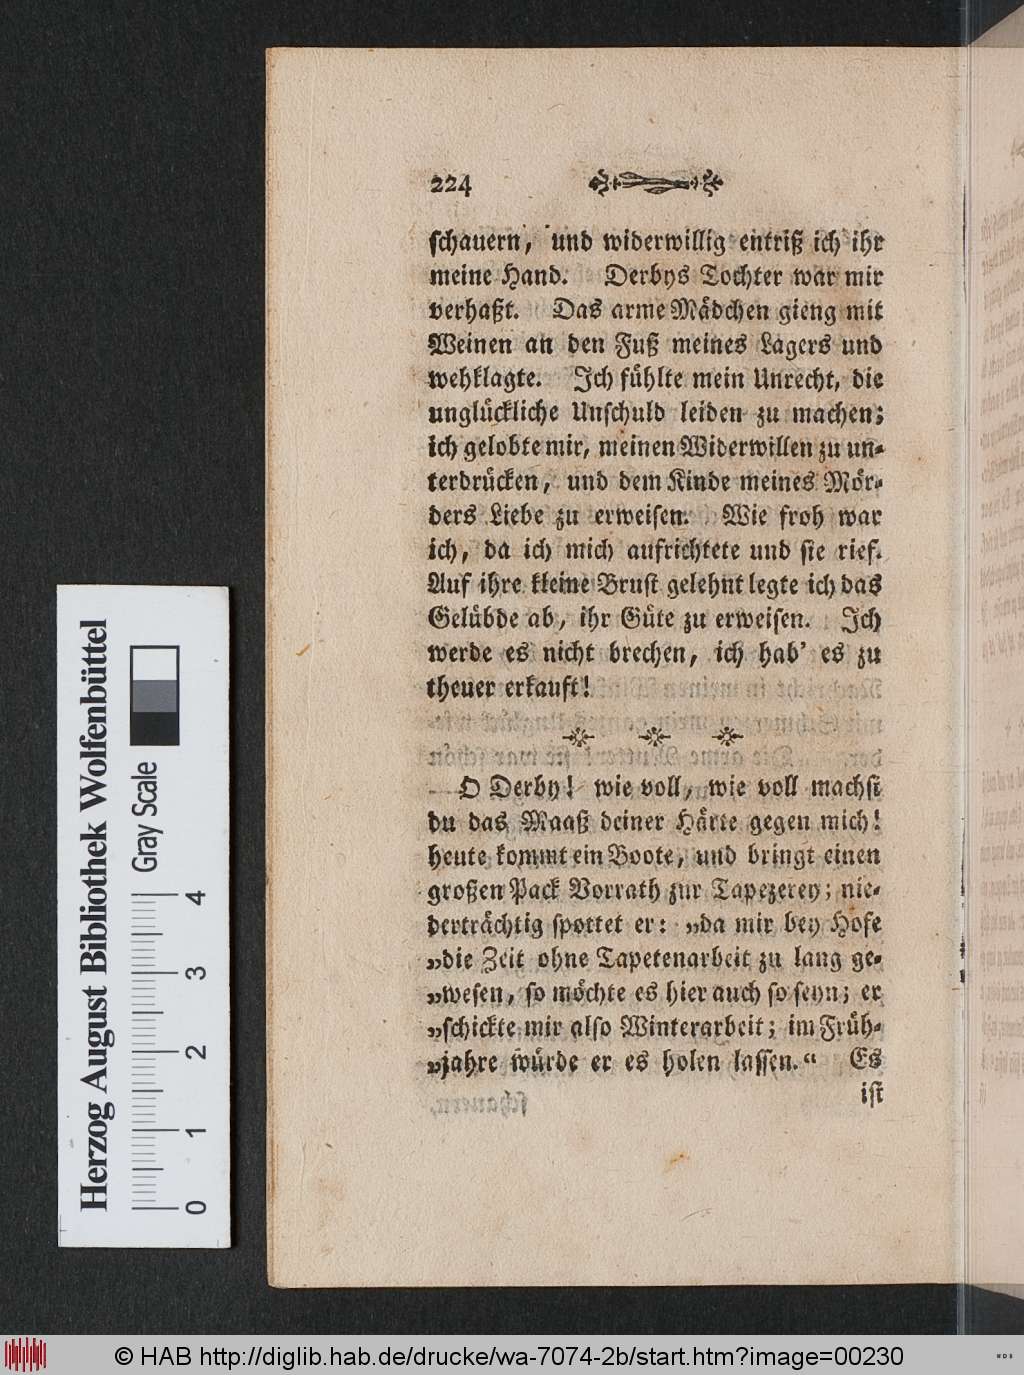 224
schauern, und widerwillig entriß ich ihr
meine Hand. Derbys Tochter war mir
verhaßt. Das arme Mädchen gieng mit
Weinen an den Fuß meines Lagers und
wehklagte. Ich fühlte mein Unrecht, die
unglückliche Unschuld leiden zu machen;
ich gelobte mir, meinen Widerwillen zu un-
terdrücken, und dem Kinde meines Mör-
ders Liebe zu erweisen. Wie froh war
ich, da ich mich aufrichtete und sie rief.
Auf ihre kleine Brust gelehnt legte ich das
Gelübde ab, ihr Güte zu erweisen. Ich
werde es nicht brechen, ich hab' es zu
theuer erkauft!
O Derby! wie voll, wie voll machst
du das Maaß deiner Härte gegen mich!
heute kommt ein Boote, und bringt einen
großen Pack Vorrath zur Tapezerey; nie-
derträchtig spottet er: „da mir bey Hofe
„die Zeit ohne Tapetenarbeit zu lang ge-
„wesen, so möchte es hier auch so seyn; er
„schickte mir also Winterarbeit; im Früh-
„jahre würde er es holen lassen.“ Es
ist
Herzog August Bibliothek Wolfenbüttel
Gray Scale
0 1 2 3 4
© HAB http://diglib.hab.de/drucke/wa-7074-2b/start.htm?image=00230